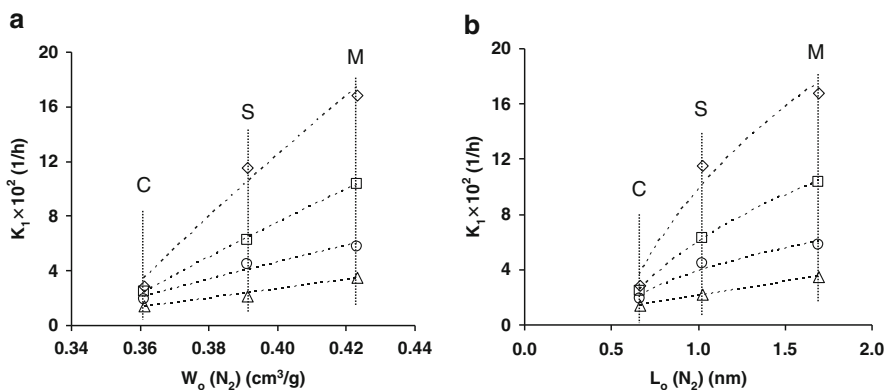 a
K₁×10² (1/h)
20
16
12
8
4
0
C
S
M
0.34 0.36 0.38 0.40 0.42 0.44
Wₒ (N₂) (cm³/g)
b
K₁×10² (1/h)
20
16
12
8
4
0
C
S
M
0.0 0.5 1.0 1.5 2.0
Lₒ (N₂) (nm)